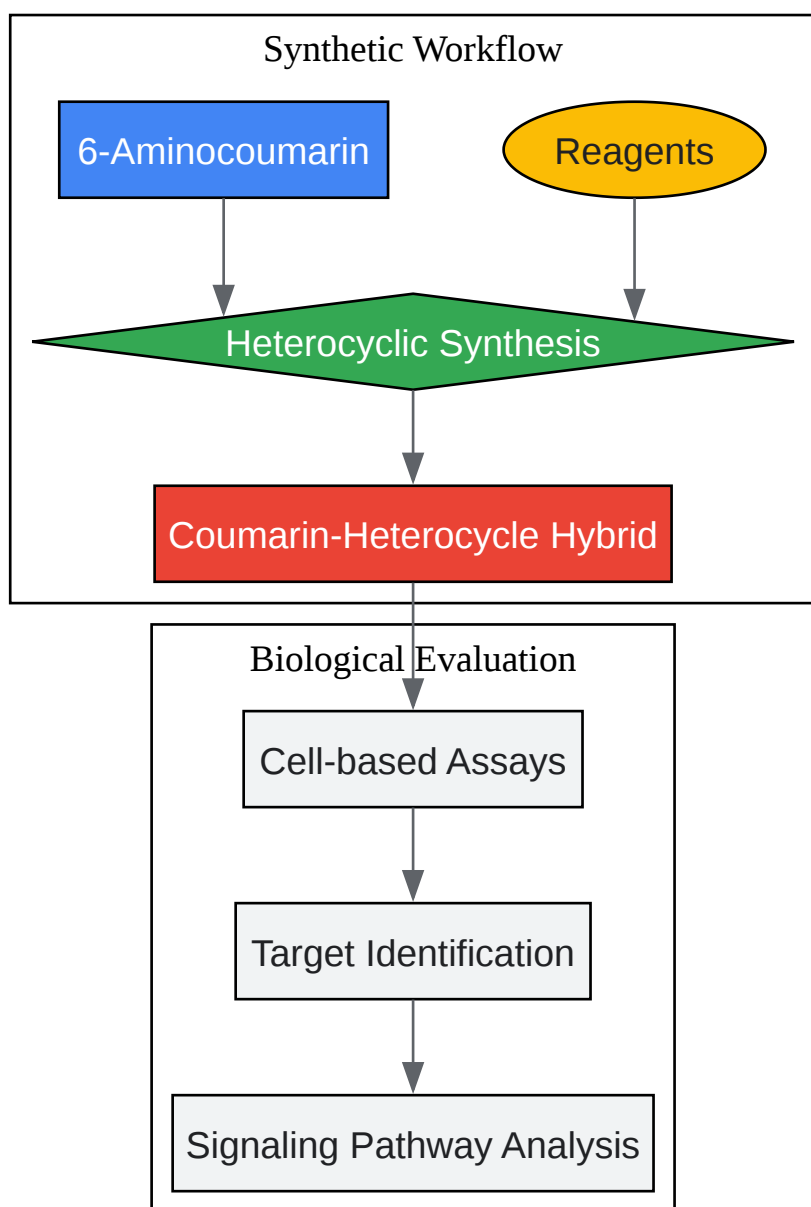 Synthetic Workflow
6-Aminocoumarin
Reagents
Heterocyclic Synthesis
Coumarin-Heterocycle Hybrid
Biological Evaluation
Cell-based Assays
Target Identification
Signaling Pathway Analysis